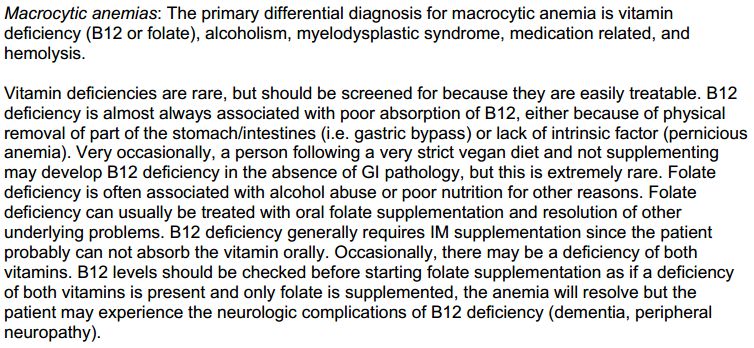 Macrocytic anemias: The primary differential diagnosis for macrocytic anemia is vitamin
deficiency (B12 or folate), alcoholism, myelodysplastic syndrome, medication related, and
hemolysis.

Vitamin deficiencies are rare, but should be screened for because they are easily treatable. B12
deficiency is almost always associated with poor absorption of B12, either because of physical
removal of part of the stomach/intestines (i.e. gastric bypass) or lack of intrinsic factor (pernicious
anemia). Very occasionally, a person following a very strict vegan diet and not supplementing
may develop B12 deficiency in the absence of GI pathology, but this is extremely rare. Folate
deficiency is often associated with alcohol abuse or poor nutrition for other reasons. Folate
deficiency can usually be treated with oral folate supplementation and resolution of other
underlying problems. B12 deficiency generally requires IM supplementation since the patient
probably can not absorb the vitamin orally. Occasionally, there may be a deficiency of both
vitamins. B12 levels should be checked before starting folate supplementation as if a deficiency
of both vitamins is present and only folate is supplemented, the anemia will resolve but the
patient may experience the neurologic complications of B12 deficiency (dementia, peripheral
neuropathy).